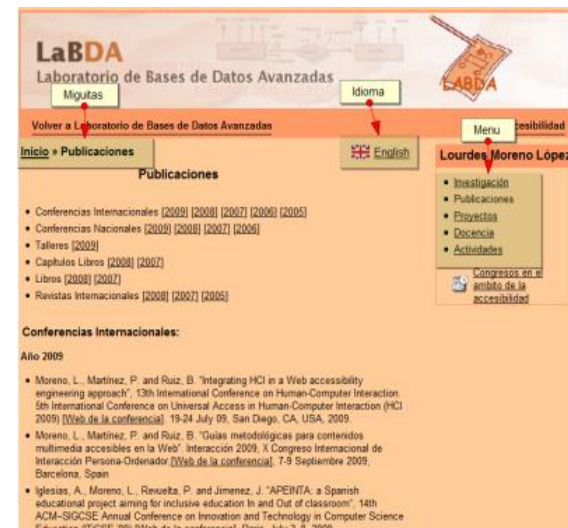 LaBDA
Laboratorio de Bases de Datos Avanzadas
LABDA
Miguitas
Idioma
Menu
Volver a Laboratorio de Bases de Datos Avanzadas
cesibilidad
Inicio » Publicaciones
English
Lourdes Moreno López
Publicaciones
• Conferencias Internacionales [2009] [2008] [2007] [2006] [2005]
• Conferencias Nacionales [2009] [2008] [2007] [2006]
• Talleres [2009]
• Capítulos Libros [2008] [2007]
• Libros [2008] [2007]
• Revistas Internacionales [2008] [2007] [2005]
• Investigación
• Publicaciones
• Proyectos
• Docencia
• Actividades
Congresos en el
ambito de la
accesibilidad
Conferencias Internacionales:
Año 2009
• Moreno, L., Martínez, P. and Ruiz, B. "Integrating HCI in a Web accessibility
engineering approach", 13th International Conference on Human-Computer Interaction.
5th International Conference on Universal Access in Human-Computer Interaction (HCI
2009) [Web de la conferencia]. 19-24 July 09, San Diego, CA, USA, 2009.
• Moreno, L., Martínez, P. and Ruiz, B. "Guías metodológicas para contenidos
multimedia accesibles en la Web". Interacción 2009, X Congreso Internacional de
Interacción Persona-Ordenador [Web de la conferencia], 7-9 Septiembre 2009,
Barcelona, Spain
• Iglesias, A., Moreno, L., Revuelta, P. and Jimenez, J. "APEINTA: a Spanish
educational project aiming for inclusive education In and Out of classroom", 14th
ACM–SIGCSE Annual Conference on Innovation and Technology in Computer Science